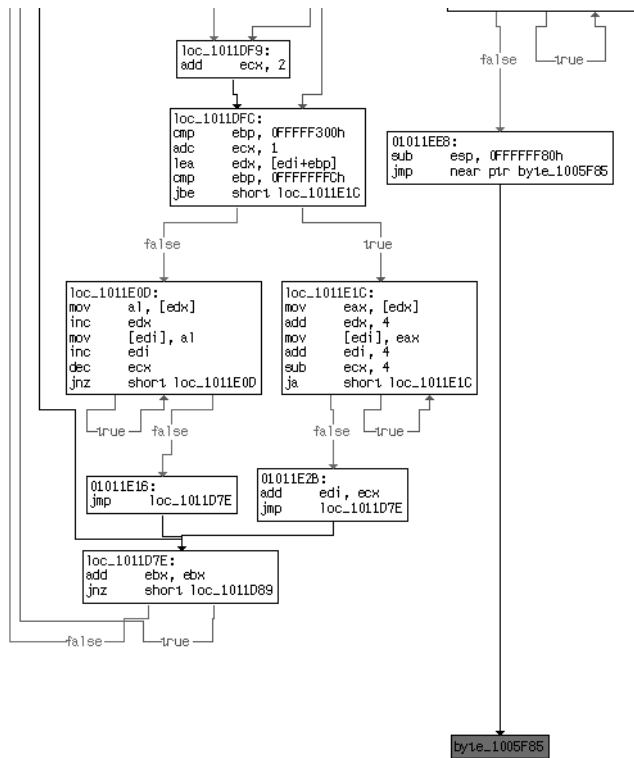 loc_1011DF9:
add ecx, 2
loc_1011DFC:
cmp ebp, 0FFFFF300h
adc ecx, 1
lea edx, [edi+ebp]
cmp ebp, 0FFFFFFFCh
jbe short loc_1011E1C
false
true
01011EE8:
sub esp, 0FFFFFF80h
jmp near ptr byte_1005F85
false
true
loc_1011E0D:
mov al, [edx]
inc edx
mov [edi], al
inc edi
dec ecx
jnz short loc_1011E0D
loc_1011E1C:
mov eax, [edx]
add edx, 4
mov [edi], eax
add edi, 4
sub ecx, 4
ja short loc_1011E1C
true
false
false
true
01011E16:
jmp loc_1011D7E
01011E2B:
add edi, ecx
jmp loc_1011D7E
loc_1011D7E:
add ebx, ebx
jnz short loc_1011D89
false
true
byte_1005F85